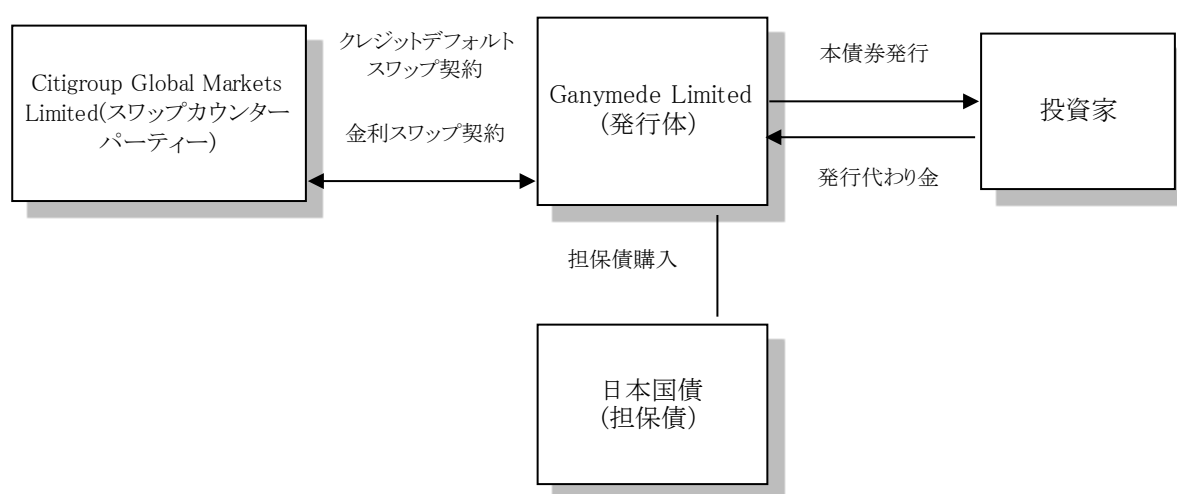 Citigroup Global Markets
Limited(スワップカウンター
パーティー)
クレジットデフォルト
スワップ契約
金利スワップ契約
Ganymede Limited
(発行体)
本債券発行
発行代わり金
投資家
担保債購入
日本国債
(担保債)